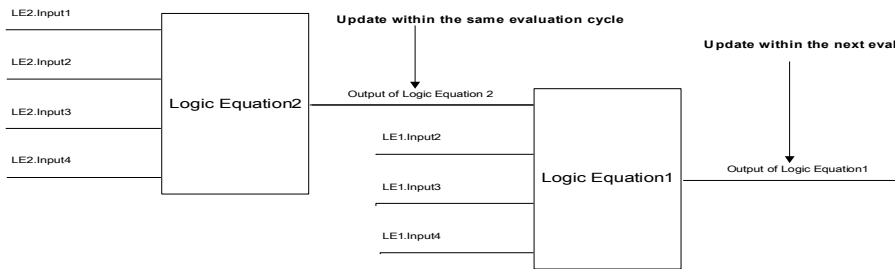 LE2.Input1
Update within the same evaluation cycle
LE2.Input2
Update within the next eval
LE2.Input3
LE2.Input4
Logic Equation2
Output of Logic Equation 2
LE1.Input2
LE1.Input3
LE1.Input4
Logic Equation1
Output of Logic Equation1